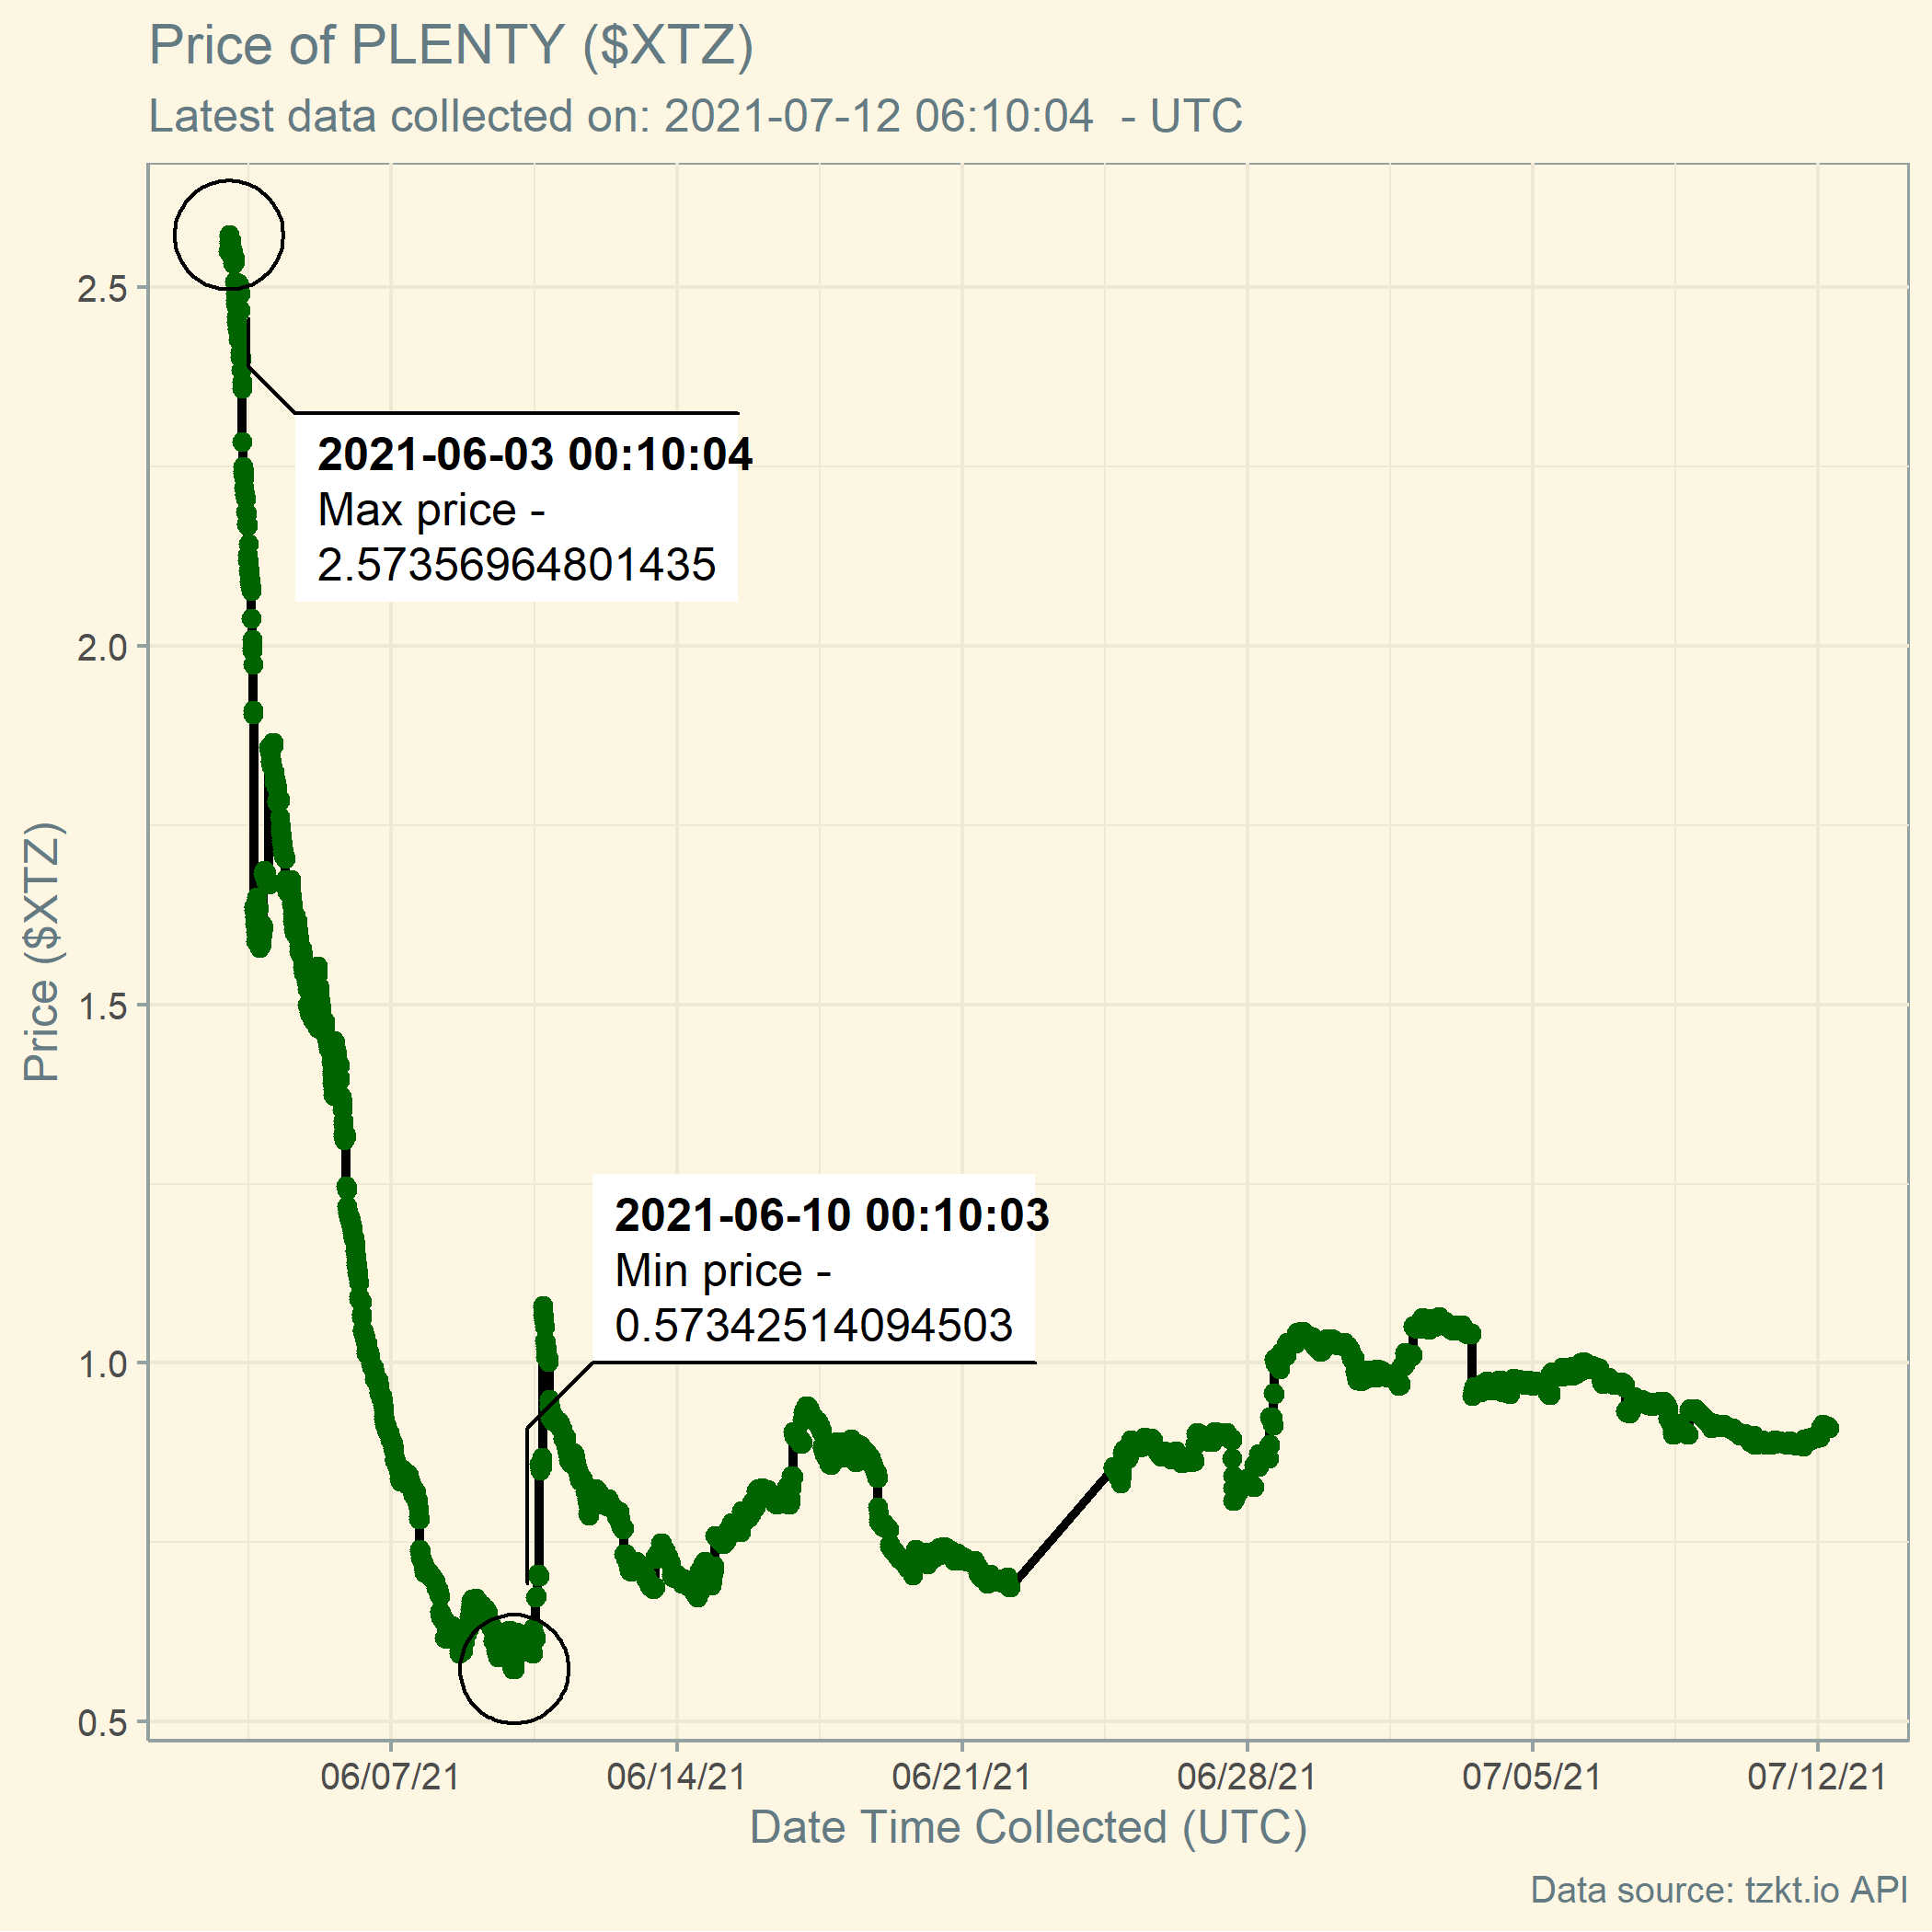 Price of PLENTY ($XTZ)
Latest data collected on: 2021-07-12 06:10:04  - UTC
2.5
2.0
1.5
1.0
0.5
Price ($XTZ)
2021-06-03 00:10:04
Max price -
2.57356964801435
2021-06-10 00:10:03
Min price -
0.57342514094503
06/07/21
06/14/21
06/21/21
06/28/21
07/05/21
07/12/21
Date Time Collected (UTC)
Data source: tzkt.io API